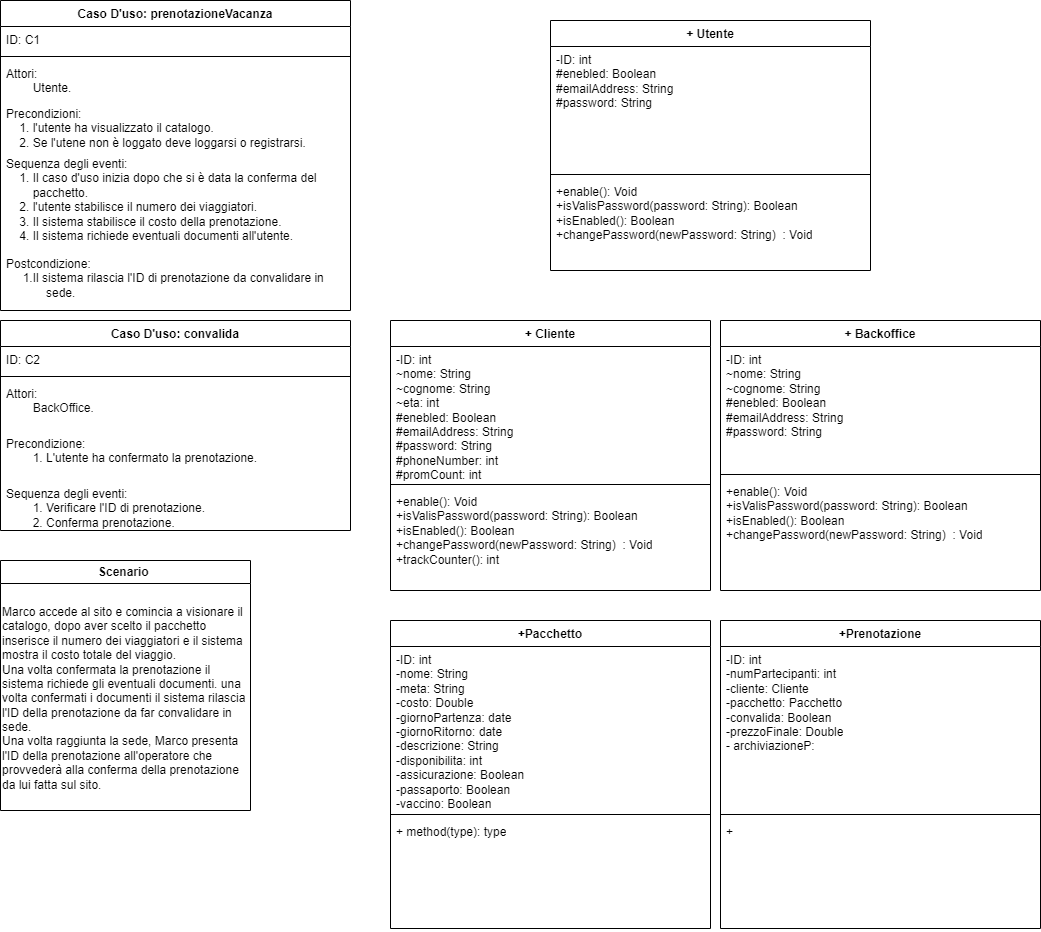 Caso D'uso: prenotazioneVacanza
ID: C1
Attori:
Utente.
Precondizioni:
1. l'utente ha visualizzato il catalogo.
2. Se l'utene non è loggato deve loggarsi o registrarsi.
Sequenza degli eventi:
1. Il caso d'uso inizia dopo che si è data la conferma del
pacchetto.
2. l'utente stabilisce il numero dei viaggiatori.
3. Il sistema stabilisce il costo della prenotazione.
4. Il sistema richiede eventuali documenti all'utente.
Postcondizione:
1.Il sistema rilascia l'ID di prenotazione da convalidare in
sede.
+ Utente
-ID: int
#enebled: Boolean
#emailAddress: String
#password: String
+enable(): Void
+isValisPassword(password: String): Boolean
+isEnabled(): Boolean
+changePassword(newPassword: String) : Void
Caso D'uso: convalida
ID: C2
Attori:
BackOffice.
Precondizione:
1. L'utente ha confermato la prenotazione.
Sequenza degli eventi:
1. Verificare l'ID di prenotazione.
2. Conferma prenotazione.
+ Cliente
-ID: int
~nome: String
~cognome: String
~eta: int
#enebled: Boolean
#emailAddress: String
#password: String
#phoneNumber: int
#promCount: int
+enable(): Void
+isValisPassword(password: String): Boolean
+isEnabled(): Boolean
+changePassword(newPassword: String) : Void
+trackCounter(): int
+ Backoffice
-ID: int
~nome: String
~cognome: String
#enebled: Boolean
#emailAddress: String
#password: String
+enable(): Void
+isValisPassword(password: String): Boolean
+isEnabled(): Boolean
+changePassword(newPassword: String) : Void
Scenario
Marco accede al sito e comincia a visionare il
catalogo, dopo aver scelto il pacchetto
inserisce il numero dei viaggiatori e il sistema
mostra il costo totale del viaggio.
Una volta confermata la prenotazione il
sistema richiede gli eventuali documenti. una
volta confermati i documenti il sistema rilascia
l'ID della prenotazione da far convalidare in
sede.
Una volta raggiunta la sede, Marco presenta
l'ID della prenotazione all'operatore che
provvederà alla conferma della prenotazione
da lui fatta sul sito.
+Pacchetto
-ID: int
-nome: String
-meta: String
-costo: Double
-giornoPartenza: date
-giornoRitorno: date
-descrizione: String
-disponibilita: int
-assicurazione: Boolean
-passaporto: Boolean
-vaccino: Boolean
+ method(type): type
+Prenotazione
-ID: int
-numPartecipanti: int
-cliente: Cliente
-pacchetto: Pacchetto
-convalida: Boolean
-prezzoFinale: Double
- archiviazioneP:
+